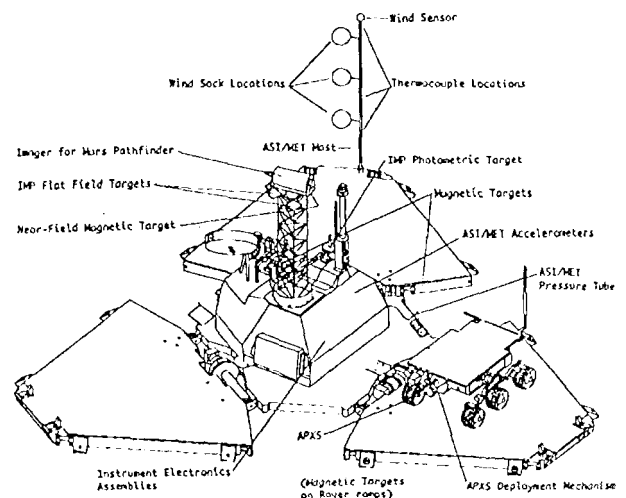 Wind Sensor
Wind Sock Locations
Thermocouple Locations
ASI/MET Mast
Imager for Mars Pathfinder
IMP Photometric Target
IMP Flat Field Targets
Magnetic Targets
Near-Field Magnetic Target
ASI/MET Accelerometers
ASI/MET
Pressure Tube
APXS
Instrument Electronics
Assemblies
(Magnetic Targets
on Rover ramps)
APXS Deployment Mechanism